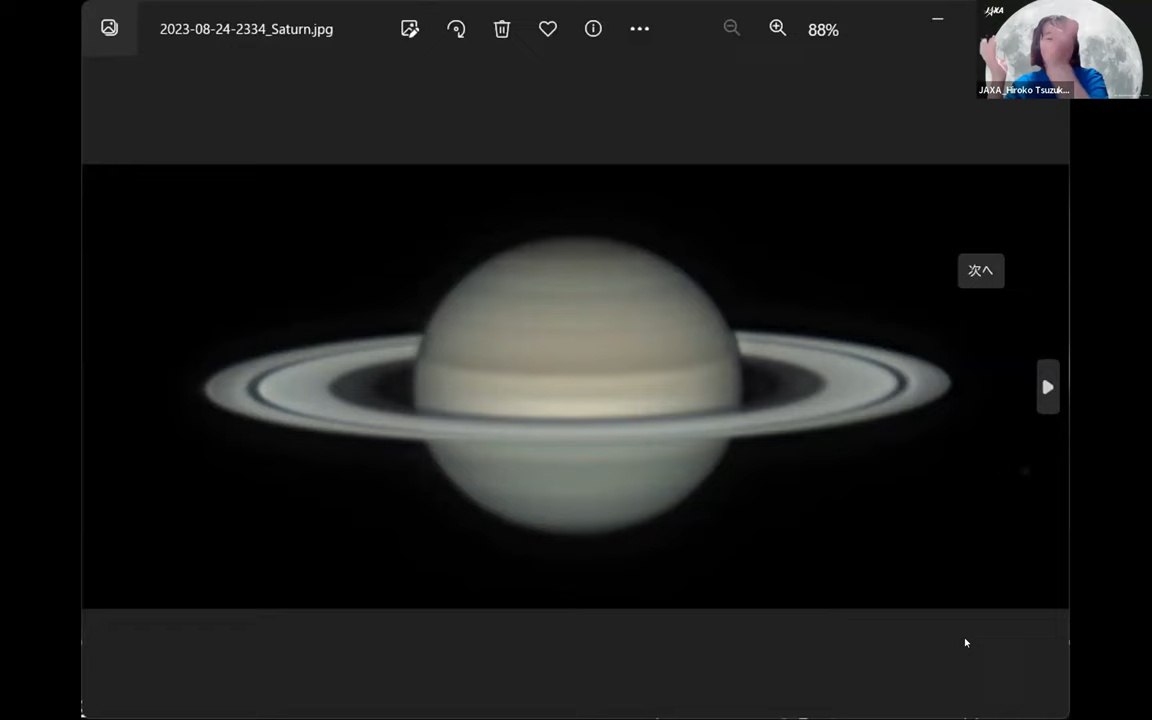 2023-08-24-2334_Saturn.jpg
88%
JAXA
JAXA_Hiroko Tsuzuk...
次へ